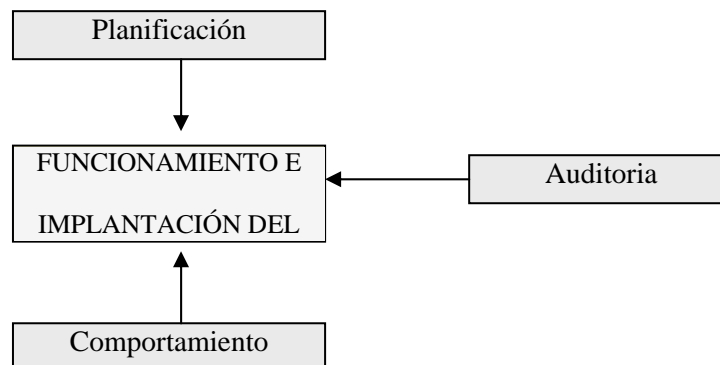 Planificación
FUNCIONAMIENTO E
IMPLANTACIÓN DEL
Auditoria
Comportamiento